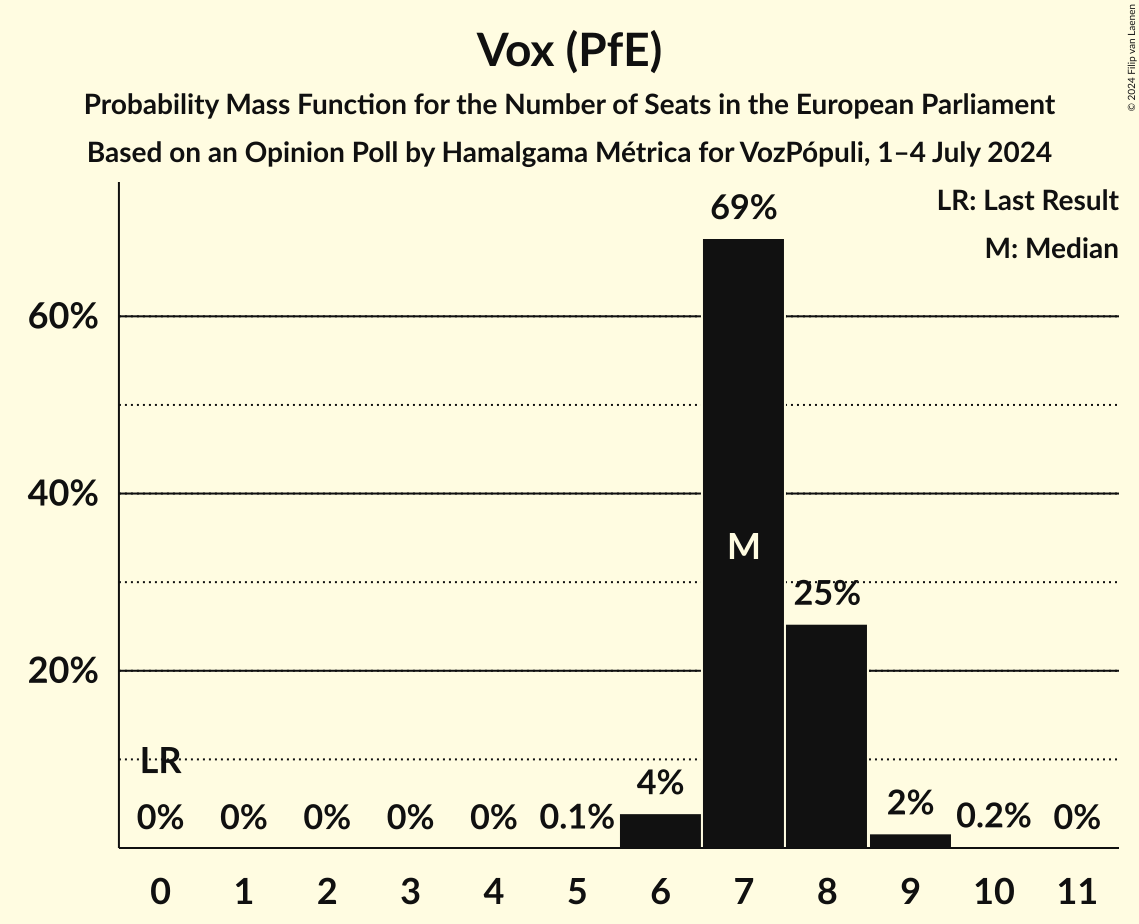 Vox (PfE)
Probability Mass Function for the Number of Seats in the European Parliament
Based on an Opinion Poll by Hamalgama Métrica for VozPópuli, 1–4 July 2024
© 2024 Filip van Laenen
LR: Last Result
M: Median
69%
60%
40%
M
25%
20%
LR
0% 0% 0% 0% 0% 0.1% 4% 2% 0.2% 0%
0 1 2 3 4 5 6 7 8 9 10 11